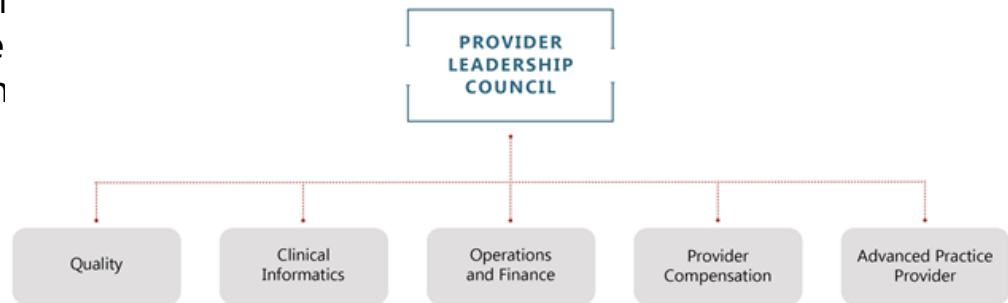 PROVIDER
LEADERSHIP
COUNCIL
Quality
Clinical
Informatics
Operations
and Finance
Provider
Compensation
Advanced Practice
Provider